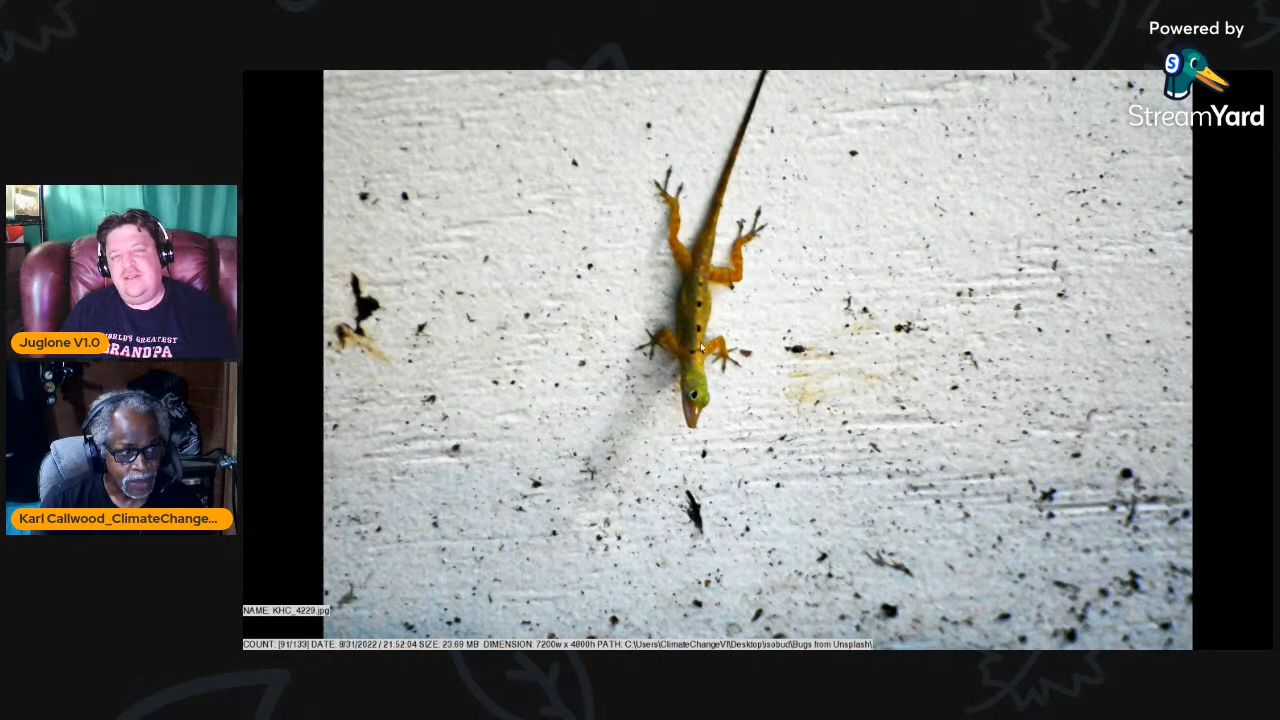 Powered by
StreamYard
WORLD'S GREATEST
GRANDPA
Juglone V1.0
Karl Callwood_ClimateChange...
NAME: KHC_4229.jpg
COUNT: [91/133] DATE: 8/31/2022 / 21:52:04 SIZE: 23.69 MB DIMENSION: 7200w x 4800h PATH: C:\Users\ClimateChangeVI\Desktop\isobud\Bugs from Unsplash\